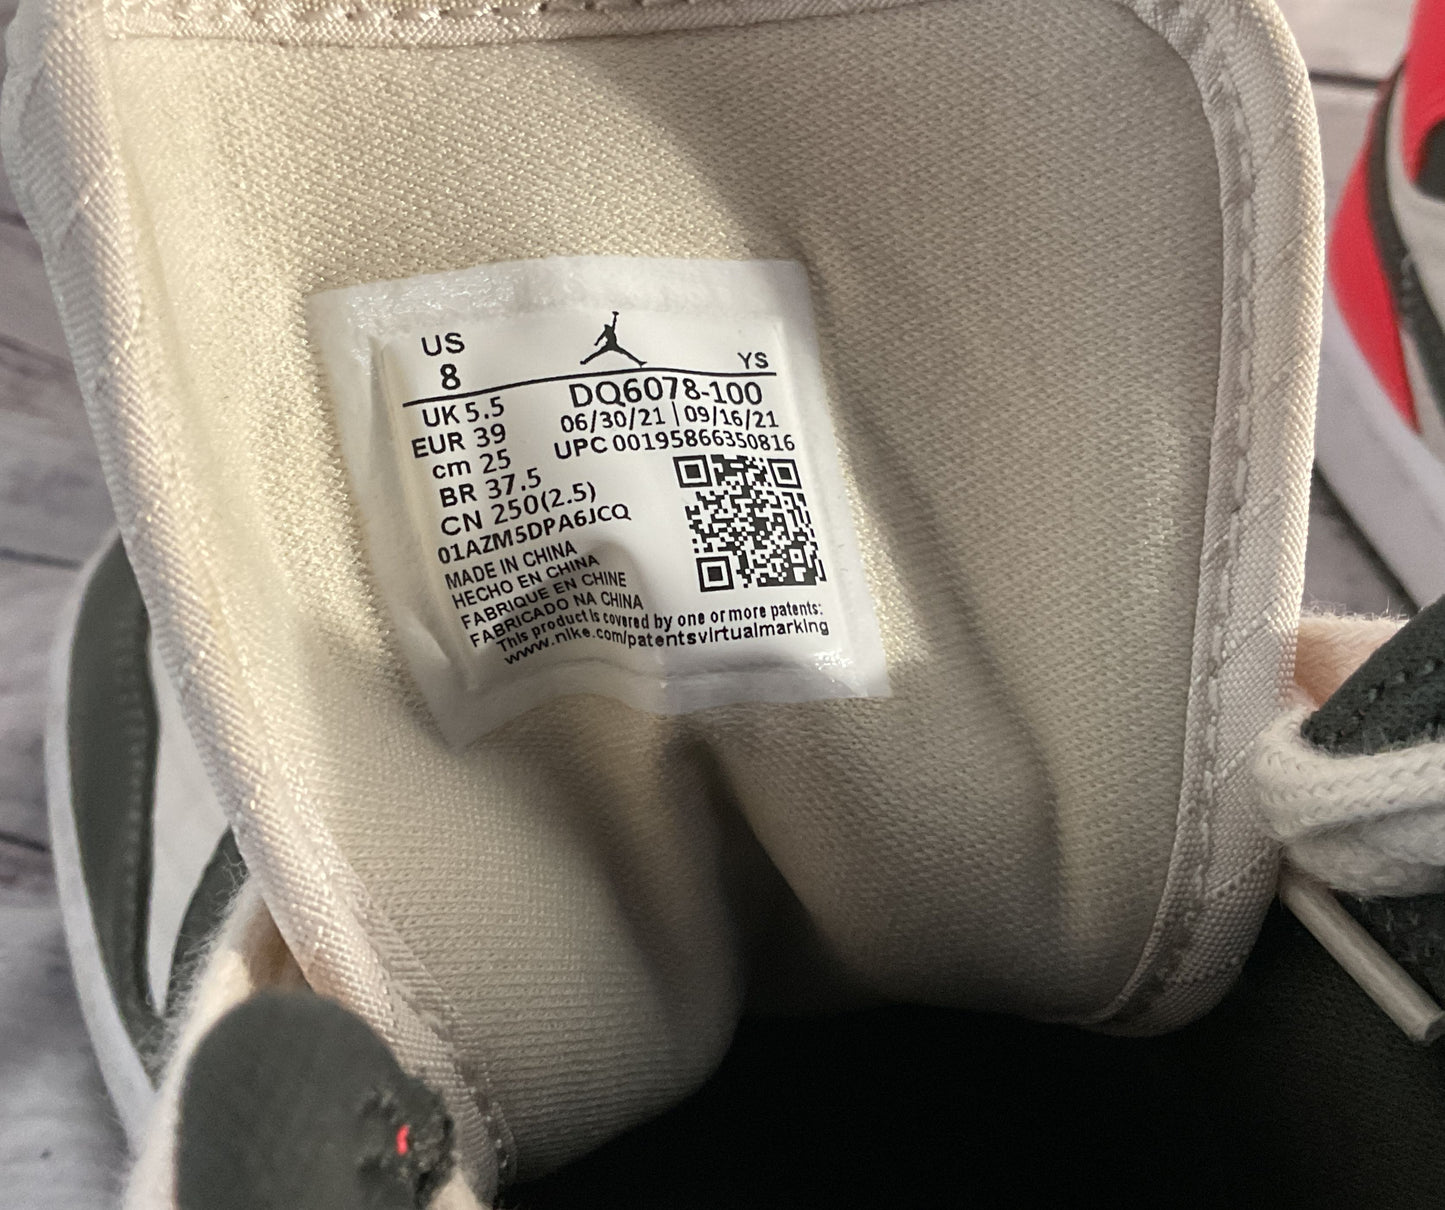 US
8
YS
UK 5.5
EUR 39
cm 25
BR 37.5
CN 250(2.5)
01AZM5DPA6JCQ
DQ6078-100
06/30/21 | 09/16/21
UPC 00195866350816
MADE IN CHINA
HECHO EN CHINA
FABRIQUE EN CHINE
FABRICADO NA CHINA
This product is covered by one or more patents:
www.nike.com/patentsvirtualmarking